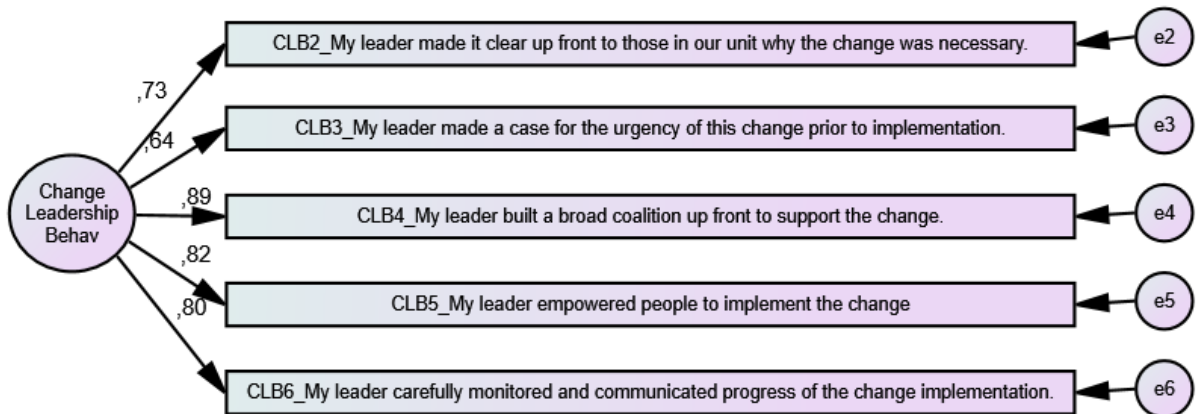 CLB2_My leader made it clear up front to those in our unit why the change was necessary.
e2
,73
CLB3_My leader made a case for the urgency of this change prior to implementation.
e3
,64
Change
Leadership
Behav
,89
CLB4_My leader built a broad coalition up front to support the change.
e4
,82
CLB5_My leader empowered people to implement the change
e5
,80
CLB6_My leader carefully monitored and communicated progress of the change implementation.
e6